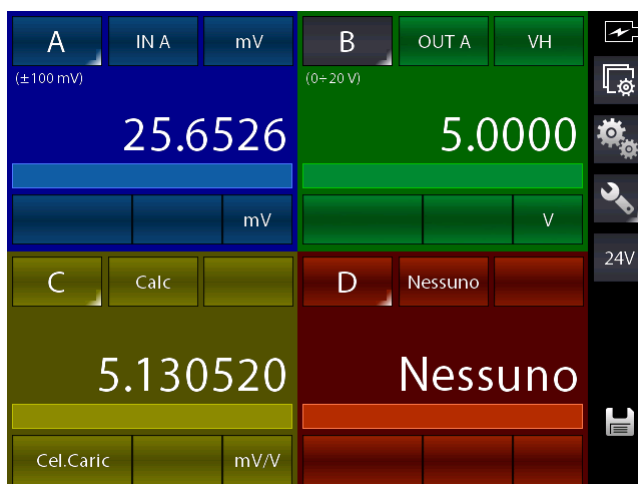 A IN A mV
(±100 mV)
25.6526
mV
B OUT A VH
(0÷20 V)
5.0000
V
C Calc
5.130520
Cel.Caric mV/V
D Nessuno
Nessuno
24V